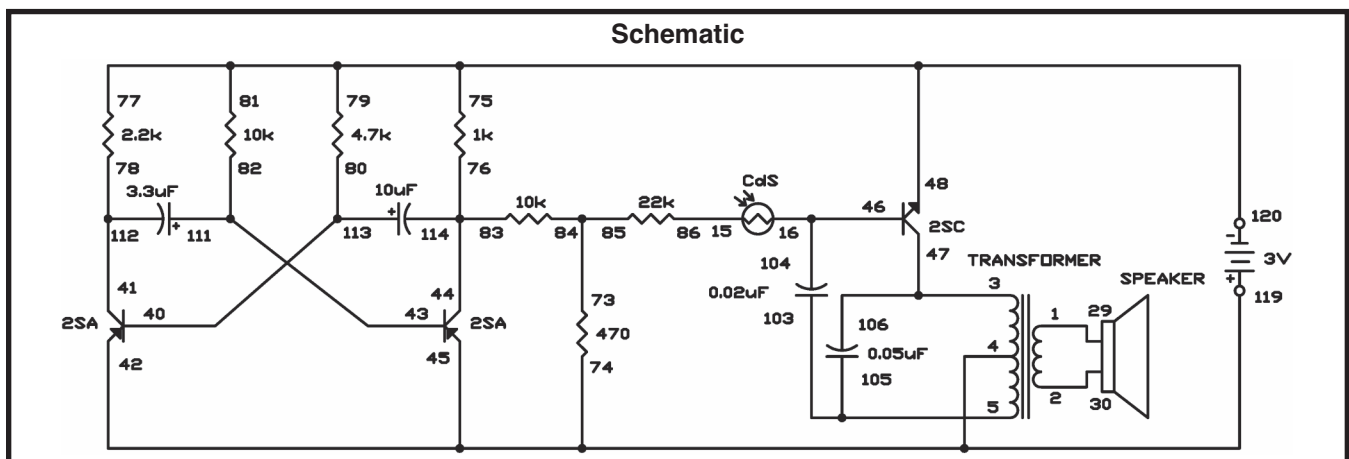 Schematic
77
2.2k
78
81
10k
82
79
4.7k
80
75
1k
76
3.3uF
+
112
111
10uF
+
113
114
83
10k
84
85
22k
86
CdS
15
16
46
48
2SC
47
41
2SA
40
42
44
43
2SA
45
73
470
74
104
0.02uF
103
106
0.05uF
105
TRANSFORMER
3
4
5
1
2
SPEAKER
29
30
120
-
3V
+
119